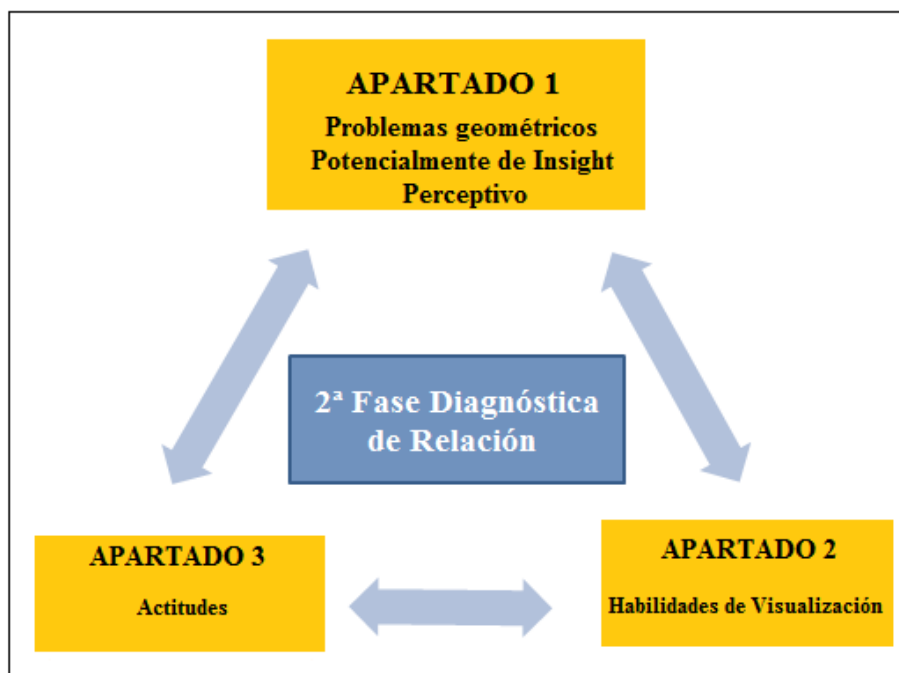 APARTADO 1
Problemas geométricos
Potencialmente de Insight
Perceptivo
2ª Fase Diagnóstica
de Relación
APARTADO 3
Actitudes
APARTADO 2
Habilidades de Visualización